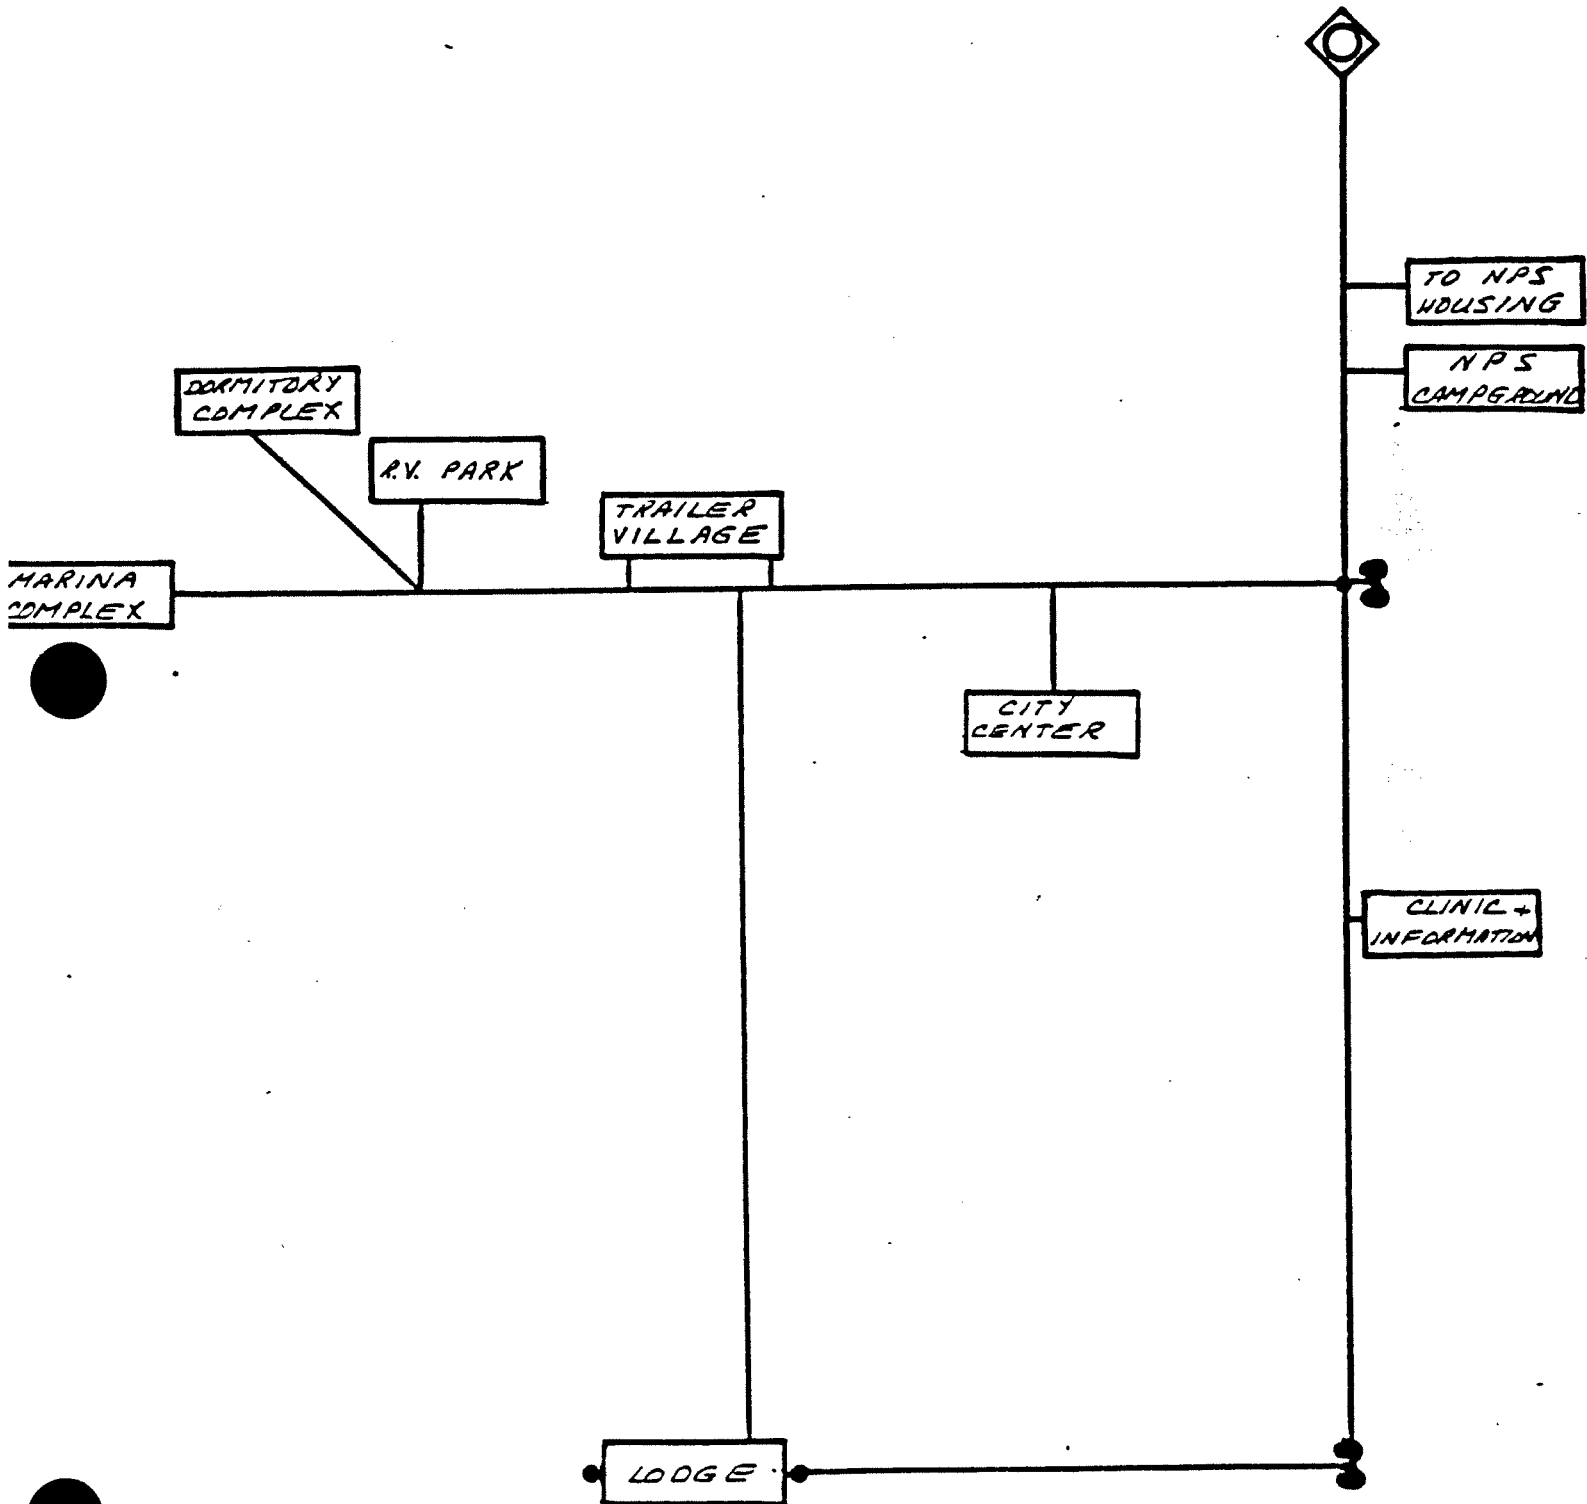 TO NPS
HOUSING
NPS
CAMPGROUND
DORMITORY
COMPLEX
R.V. PARK
TRAILER
VILLAGE
MARINA
COMPLEX
CITY
CENTER
CLINIC +
INFORMATION
LODGE